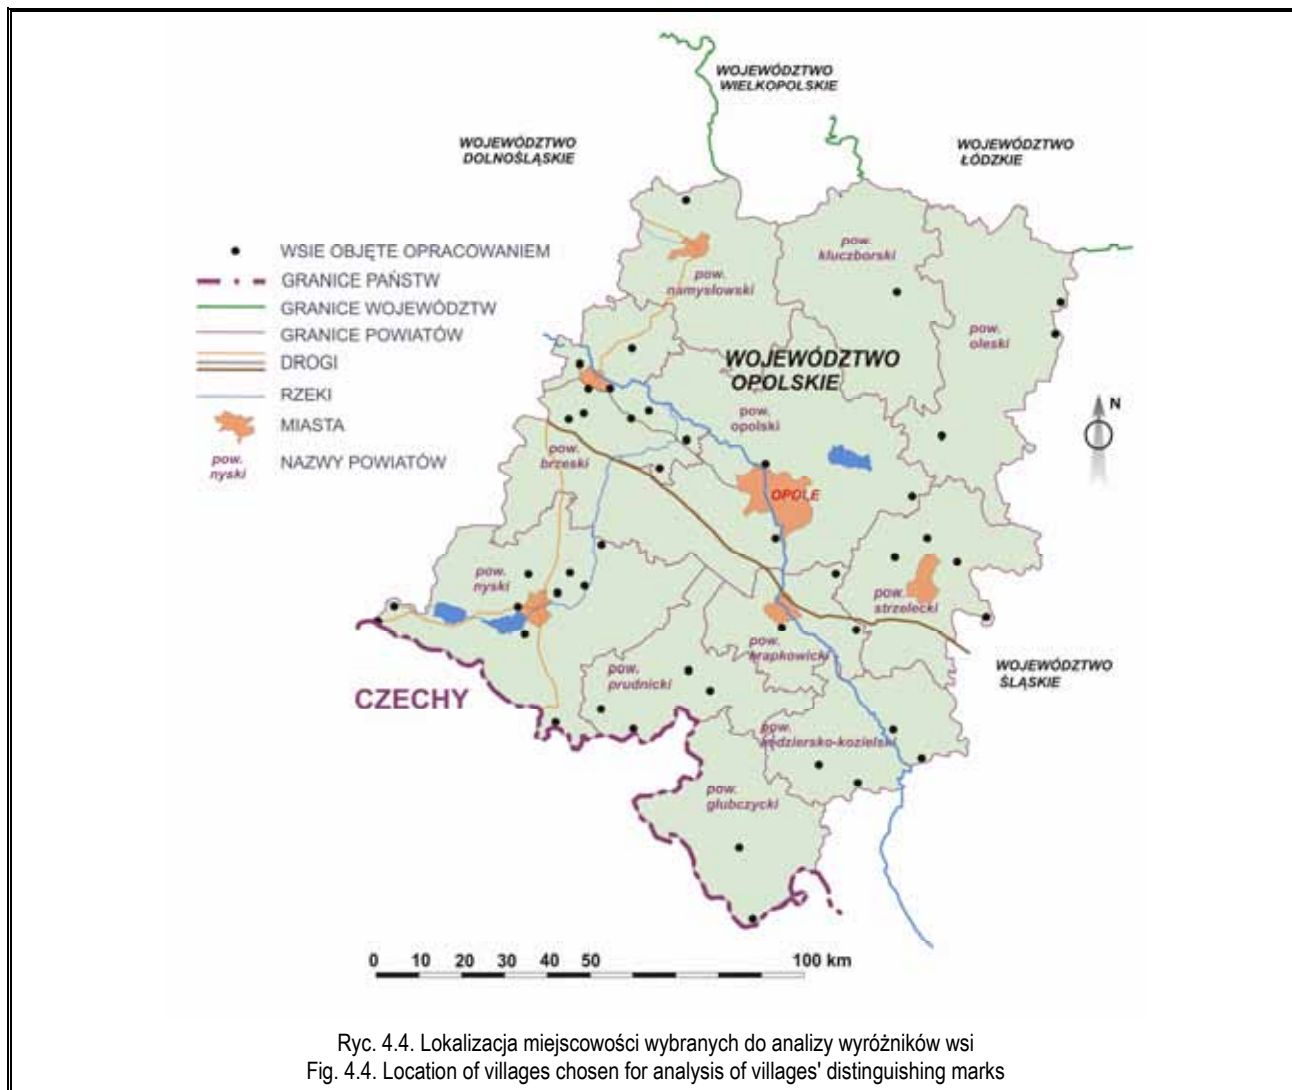 WOJEWÓDZTWO
WIELKOPOLSKIE
WOJEWÓDZTWO
DOLNOŚLĄSKIE
WOJEWÓDZTWO
ŁÓDZKIE
WSIE OBJĘTE OPRACOWANIEM
GRANICE PAŃSTW
GRANICE WOJEWÓDZTW
GRANICE POWIATÓW
DROGI
RZEKI
MIASTA
pow.
nyski
NAZWY POWIATÓW
pow.
kluczborski
pow.
namysłowski
pow.
oleski
WOJEWÓDZTWO
OPOLSKIE
N
pow.
opolski
pow.
brzeski
OPOLE
pow.
nyski
pow.
strzelecki
pow.
krapkowicki
WOJEWÓDZTWO
ŚLĄSKIE
pow.
prudnicki
CZECHY
pow.
kędziersko-kozielski
pow.
głubczycki
0 10 20 30 40 50 100 km
Ryc. 4.4. Lokalizacja miejscowości wybranych do analizy wyróżników wsi
Fig. 4.4. Location of villages chosen for analysis of villages' distinguishing marks